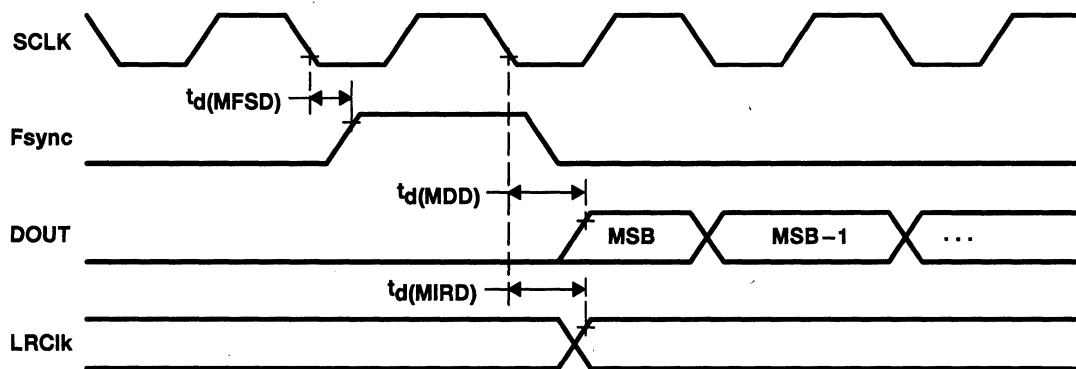 SCLK
td(MFSD)
Fsync
td(MDD)
DOUT MSB MSB–1 ...
td(MIRD)
LRClk